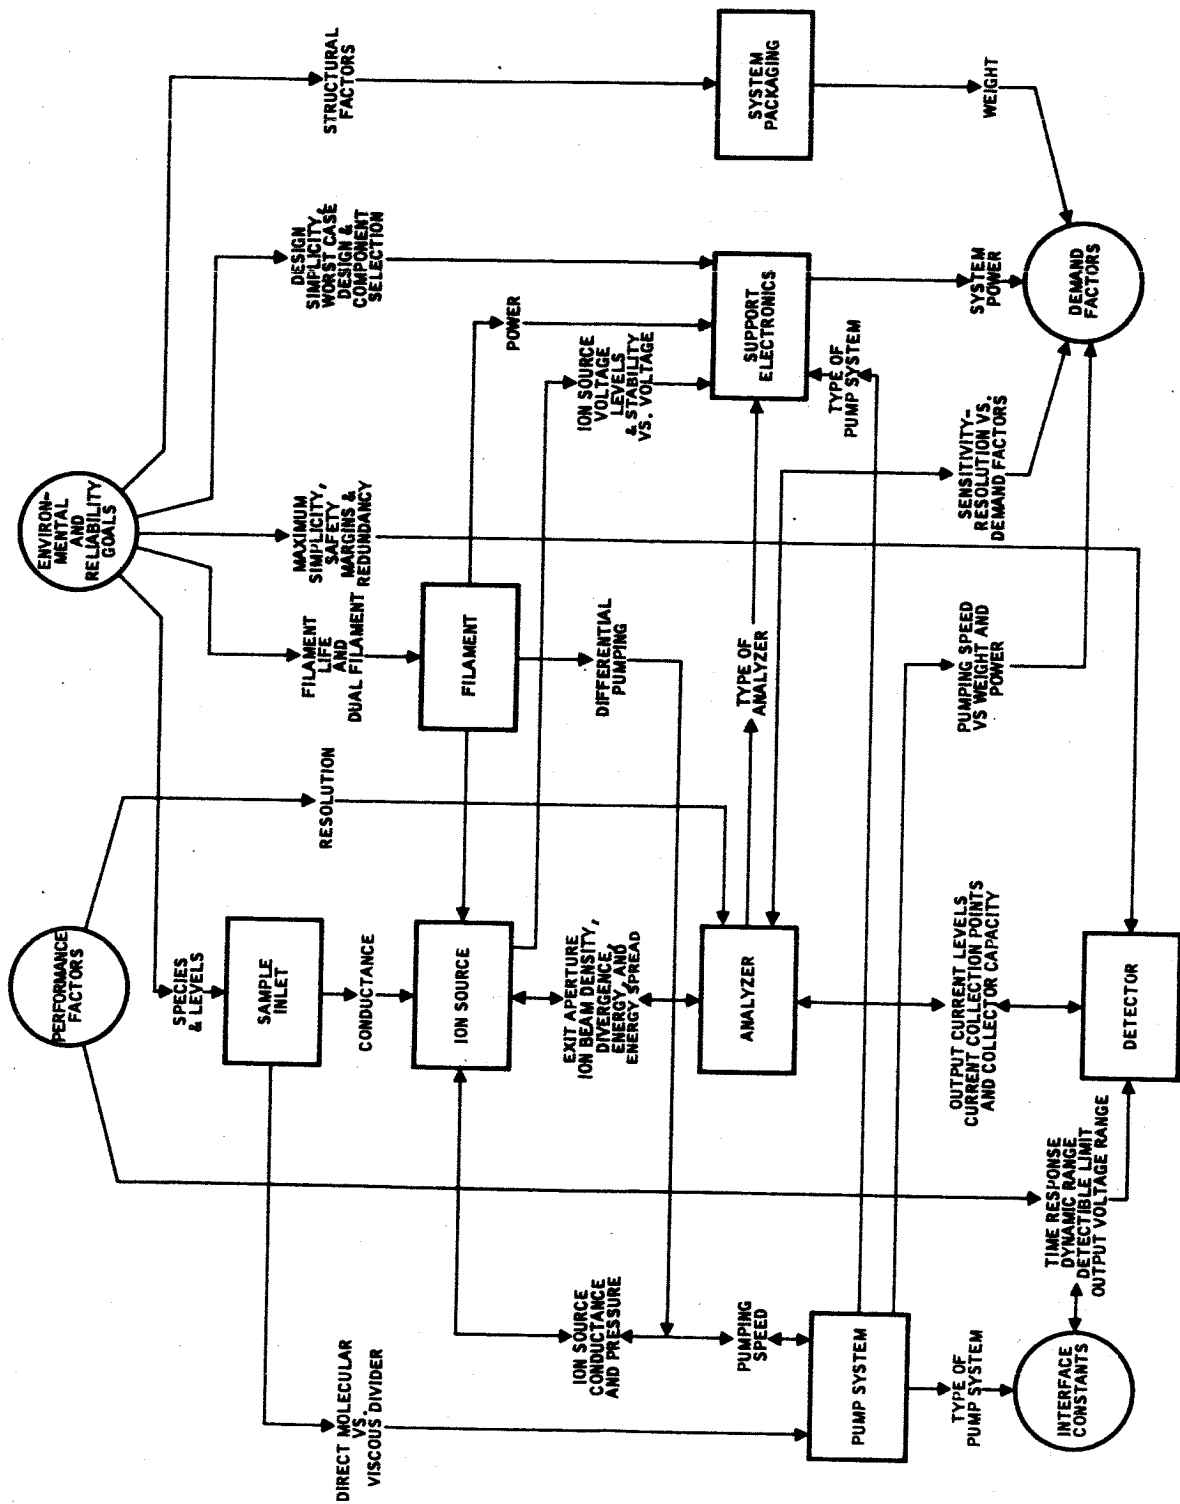 ENVIRON-
MENTAL
AND
RELIABILITY
GOALS
PERFORMANCE
FACTORS
STRUCTURAL
FACTORS
DESIGN
SIMPLICITY,
WORST CASE
DESIGN &
COMPONENT
SELECTION
MAXIMUM
SIMPLICITY,
SAFETY
MARGINS &
REDUNDANCY
FILAMENT
LIFE
AND
DUAL FILAMENT
RESOLUTION
SPECIES
& LEVELS
SAMPLE
INLET
DIRECT MOLECULAR
VS.
VISCOUS DIVIDER
CONDUCTANCE
FILAMENT
POWER
ION SOURCE
ION SOURCE
VOLTAGE
LEVELS
& STABILITY
VS. VOLTAGE
DIFFERENTIAL
PUMPING
EXIT APERTURE
ION BEAM DENSITY,
DIVERGENCE,
ENERGY, AND
ENERGY SPREAD
ION SOURCE
CONDUCTANCE
AND PRESSURE
SYSTEM
PACKAGING
SUPPORT
ELECTRONICS
TYPE OF
ANALYZER
ANALYZER
PUMPING
SPEED
TYPE OF
PUMP SYSTEM
PUMP SYSTEM
WEIGHT
SYSTEM
POWER
SENSITIVITY-
RESOLUTION VS.
DEMAND FACTORS
PUMPING SPEED
VS WEIGHT AND
POWER
OUTPUT CURRENT LEVELS
CURRENT COLLECTION POINTS
AND COLLECTOR CAPACITY
TYPE OF
PUMP SYSTEM
DEMAND
FACTORS
TIME RESPONSE
DYNAMIC RANGE
DETECTIBLE LIMIT
OUTPUT VOLTAGE RANGE
DETECTOR
INTERFACE
CONSTANTS